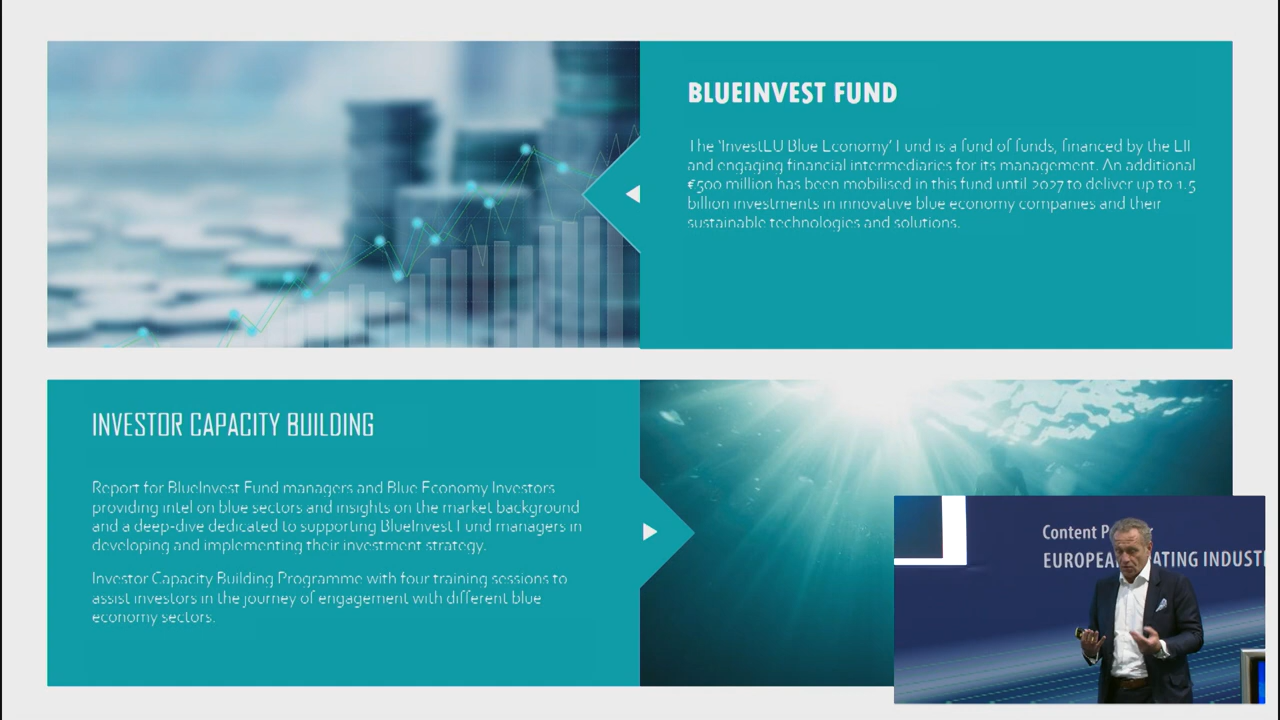 BLUEINVEST FUND
The 'InvestEU Blue Economy' Fund is a fund of funds, financed by the EIF
and engaging financial intermediaries for its management. An additional
€500 million has been mobilised in this fund until 2027 to deliver up to 1.5
billion investments in innovative blue economy companies and their
sustainable technologies and solutions.
INVESTOR CAPACITY BUILDING
Report for BlueInvest Fund managers and Blue Economy Investors
providing intel on blue sectors and insights on the market background
and a deep-dive dedicated to supporting BlueInvest Fund managers in
developing and implementing their investment strategy.
Investor Capacity Building Programme with four training sessions to
assist investors in the journey of engagement with different blue
economy sectors.
Content P
EUROPEA ATING INDUST